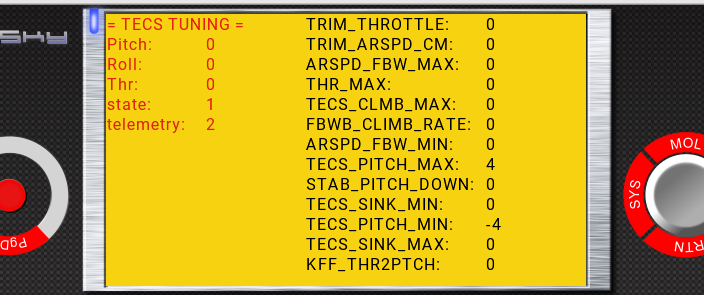 = TECS TUNING =
Pitch: 0
Roll: 0
Thr: 0
state: 1
telemetry: 2
TRIM_THROTTLE: 0
TRIM_ARSPD_CM: 0
ARSPD_FBW_MAX: 0
THR_MAX: 0
TECS_CLMB_MAX: 0
FBWB_CLIMB_RATE: 0
ARSPD_FBW_MIN: 0
TECS_PITCH_MAX: 4
STAB_PITCH_DOWN: 0
TECS_SINK_MIN: 0
TECS_PITCH_MIN: -4
TECS_SINK_MAX: 0
KFF_THR2PTCH: 0
sky
PgD
SYS
MDL
RTN